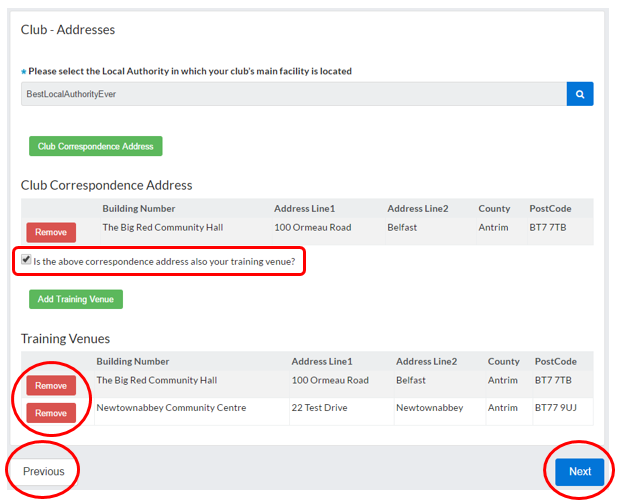 Club - Addresses
* Please select the Local Authority in which your club's main facility is located
BestLocalAuthorityEver
Club Correspondence Address
Club Correspondence Address
Building Number Address Line1 Address Line2 County PostCode
Remove The Big Red Community Hall 100 Ormeau Road Belfast Antrim BT7 7TB
Is the above correspondence address also your training venue?
Add Training Venue
Training Venues
Building Number Address Line1 Address Line2 County PostCode
Remove The Big Red Community Hall 100 Ormeau Road Belfast Antrim BT7 7TB
Remove Newtownabbey Community Centre 22 Test Drive Newtownabbey Antrim BT77 9UJ
Previous Next